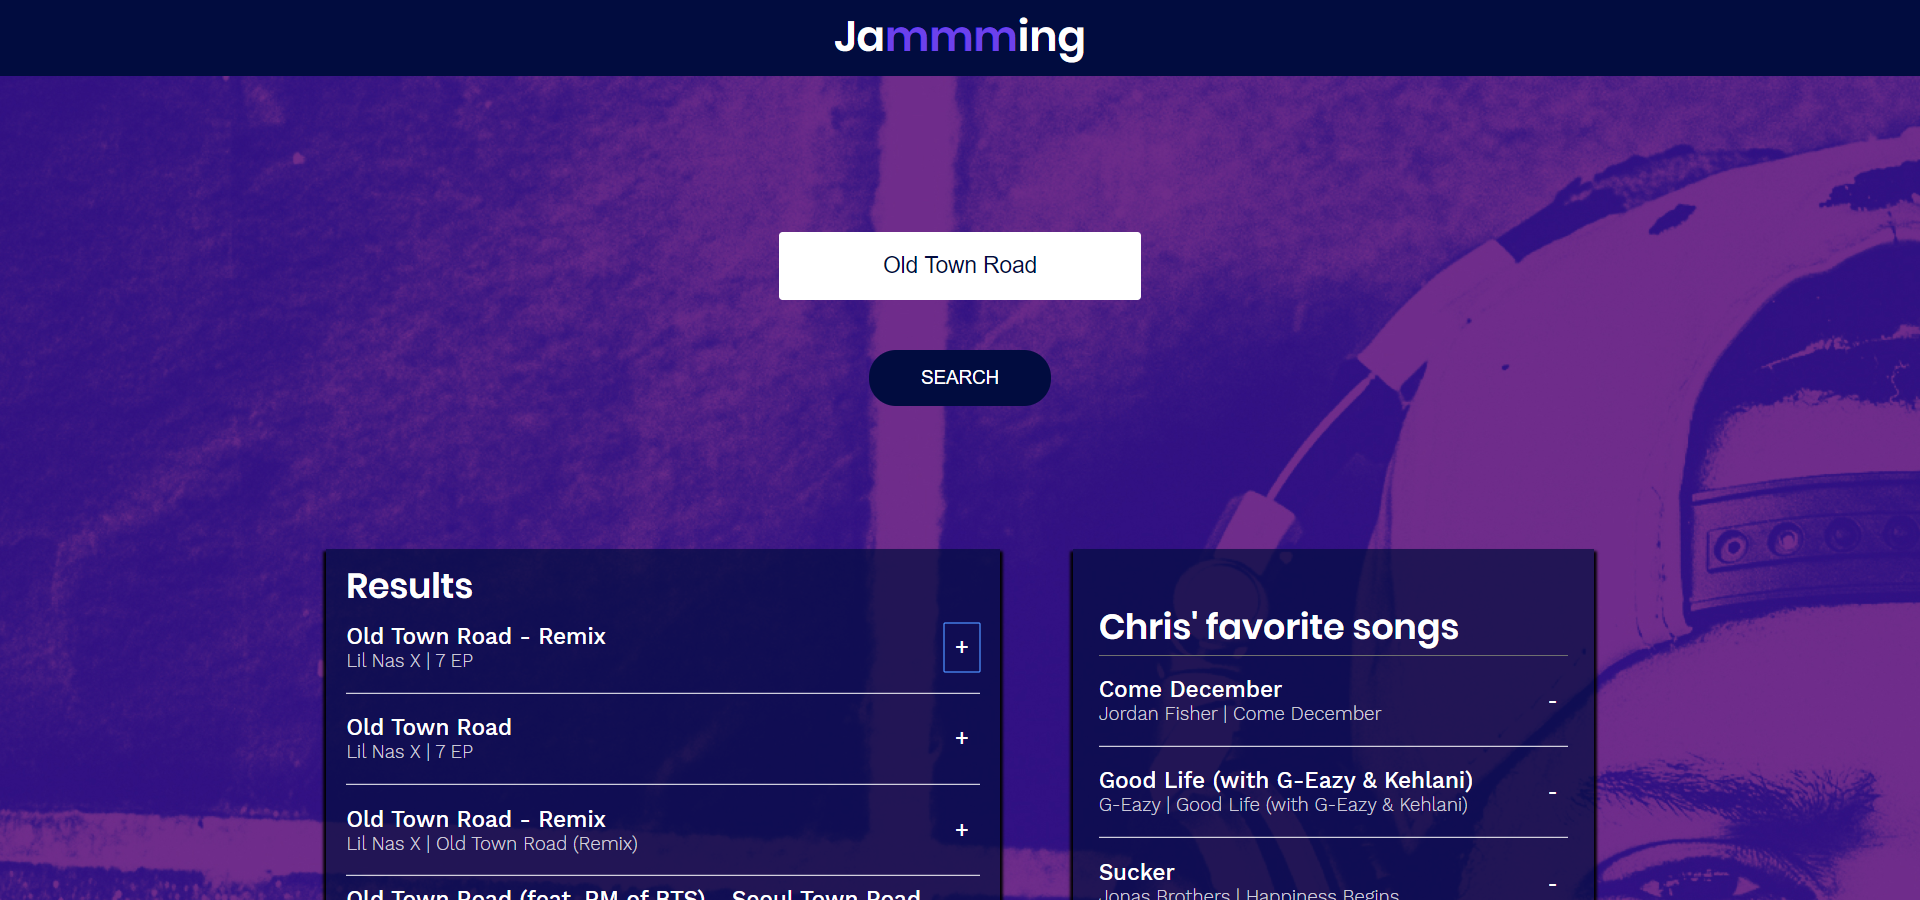 Jammming
Old Town Road
SEARCH
Results
Old Town Road - Remix
Lil Nas X | 7 EP
+
Old Town Road
Lil Nas X | 7 EP
+
Old Town Road - Remix
Lil Nas X | Old Town Road (Remix)
+
Old Town Road (feat. RM of BTS) - Seoul Town Road
Chris' favorite songs
Come December
Jordan Fisher | Come December
-
Good Life (with G-Eazy & Kehlani)
G-Eazy | Good Life (with G-Eazy & Kehlani)
-
Sucker
Jonas Brothers | Happiness Begins
-